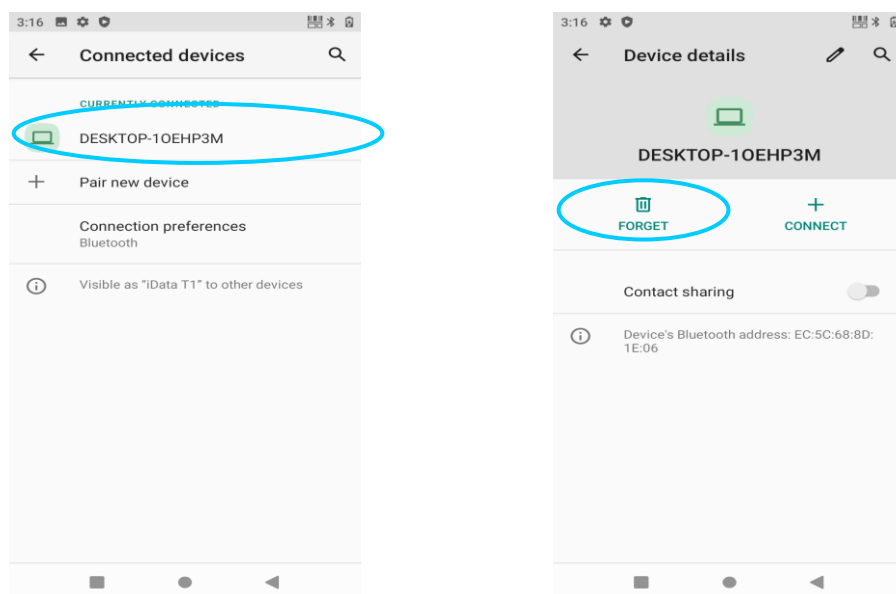 3:16
Connected devices
CURRENTLY CONNECTED
DESKTOP-1OEHP3M
Pair new device
Connection preferences
Bluetooth
Visible as “iData T1” to other devices
3:16
Device details
DESKTOP-1OEHP3M
FORGET
CONNECT
Contact sharing
Device's Bluetooth address: EC:5C:68:8D:
1E:06